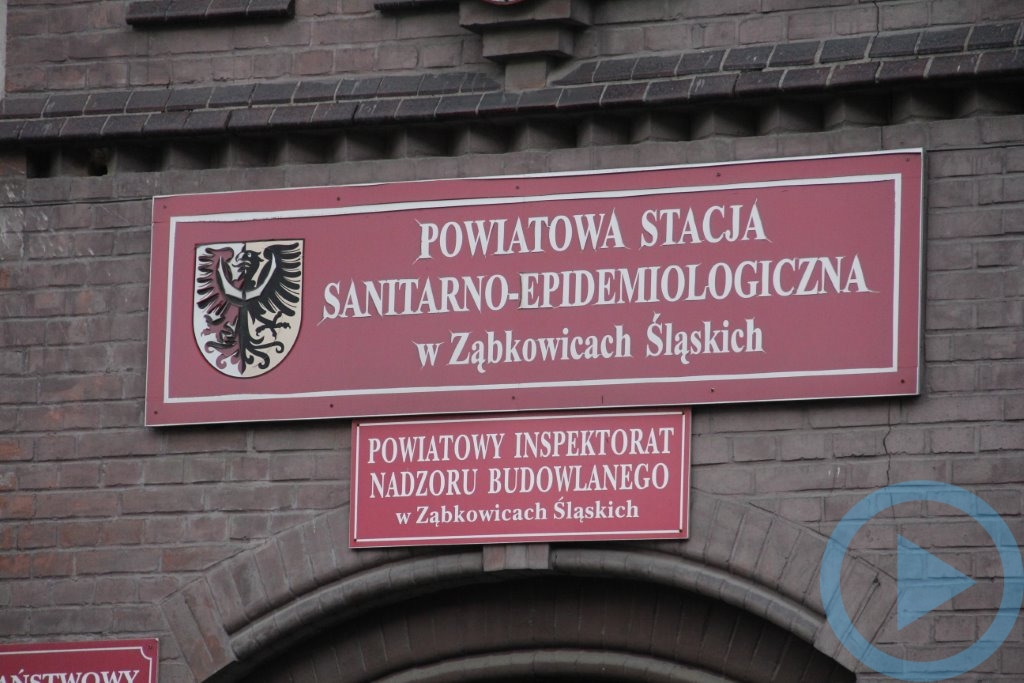 POWIATOWA STACJA
SANITARNO-EPIDEMIOLOGICZNA
w Ząbkowicach Śląskich
POWIATOWY INSPEKTORAT
NADZORU BUDOWLANEGO
w Ząbkowicach Śląskich